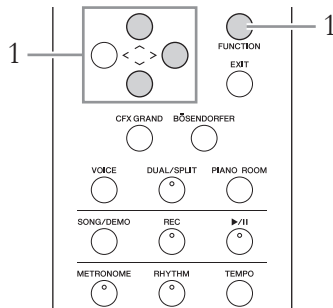 1
1
FUNCTION
EXIT
CFX GRAND BÖSENDORFER
VOICE DUAL/SPLIT PIANO ROOM
SONG/DEMO REC ▶/II
METRONOME RHYTHM TEMPO